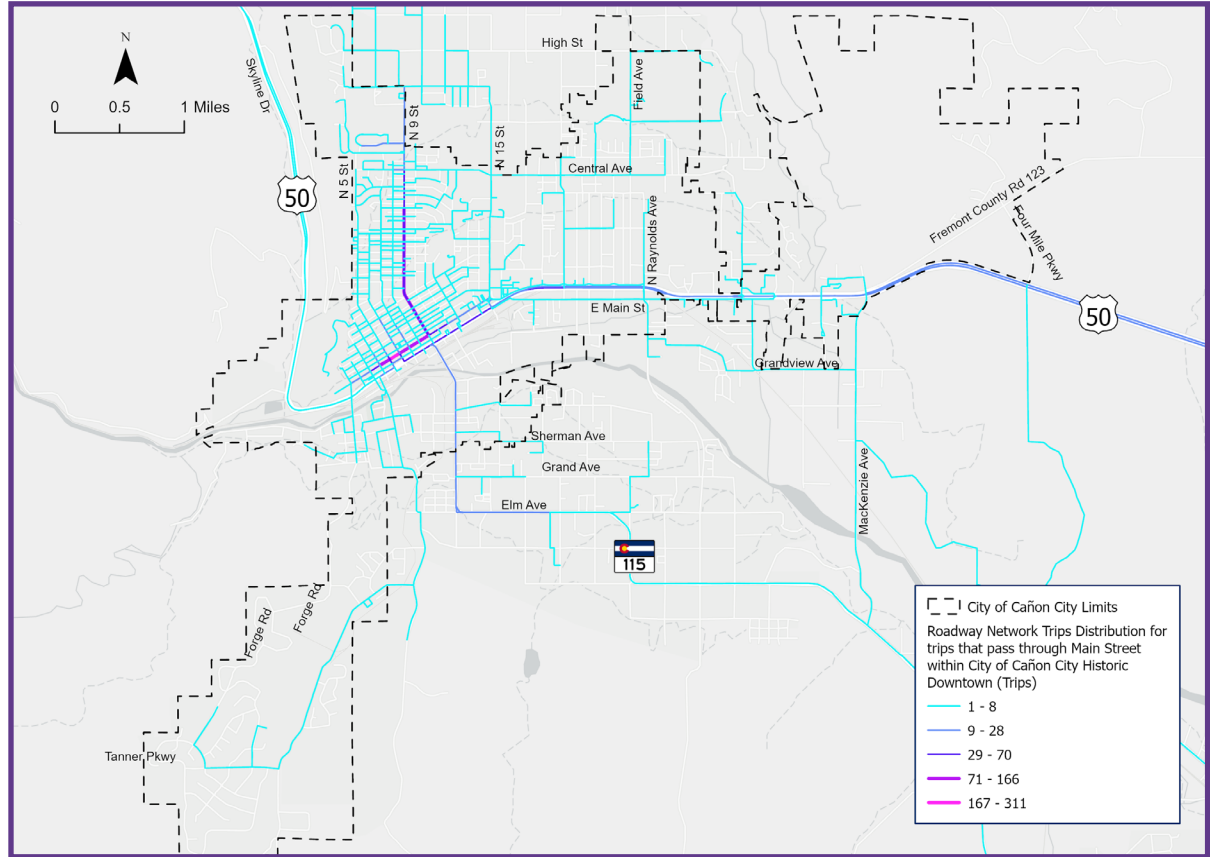 N
0 0.5 1 Miles
Skyline Dr
50
High St
Field Ave
N 9 St
N 15 St
N 5 St
Central Ave
N Raynolds Ave
Fremont County Rd 123
Four Mile Pkwy
50
E Main St
Grandview Ave
Sherman Ave
Grand Ave
Elm Ave
MacKenzie Ave
115
Forge Rd
Forge Rd
Tanner Pkwy
City of Cañon City Limits
Roadway Network Trips Distribution for
trips that pass through Main Street
within City of Cañon City Historic
Downtown (Trips)
1 - 8
9 - 28
29 - 70
71 - 166
167 - 311